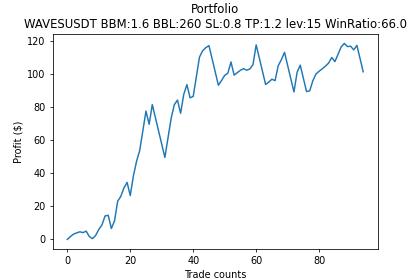 Portfolio
WAVESUSDT BBM:1.6 BBL:260 SL:0.8 TP:1.2 lev:15 WinRatio:66.0
120
100
80
60
40
20
0
Profit ($)
0 20 40 60 80
Trade counts